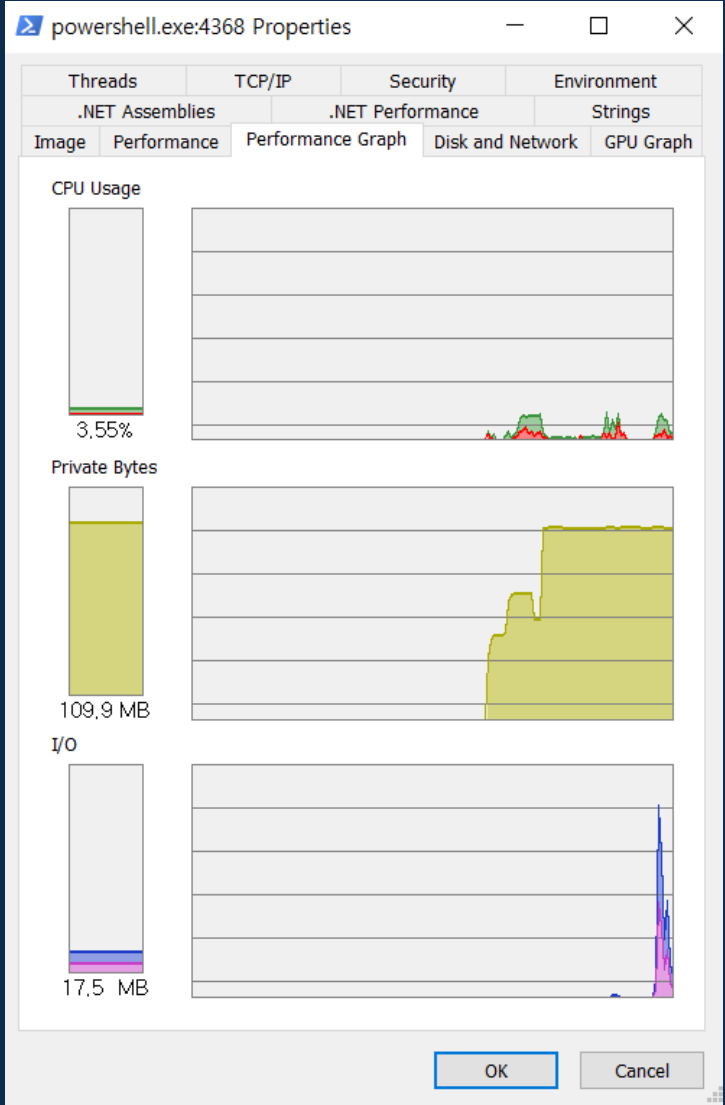 powershell.exe:4368 Properties
Threads TCP/IP Security Environment
.NET Assemblies .NET Performance Strings
Image Performance Performance Graph Disk and Network GPU Graph
CPU Usage
3,55%
Private Bytes
109,9 MB
I/O
17,5 MB
OK Cancel